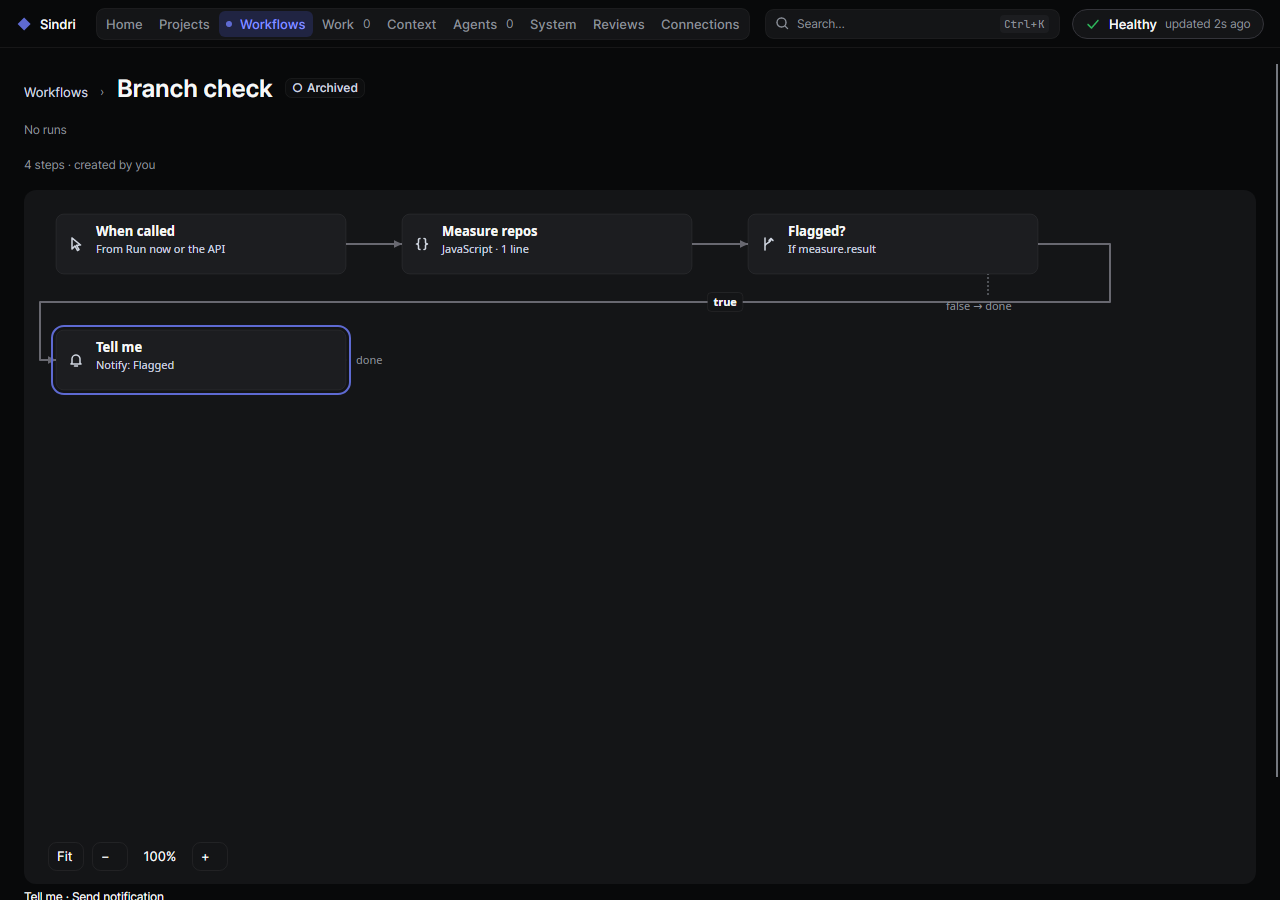 Sindri
Home Projects Workflows Work 0 Context Agents 0 System Reviews Connections
Search... Ctrl+K
Healthy updated 2s ago
Workflows › Branch check Archived
No runs
4 steps · created by you
When called
From Run now or the API
{} Measure repos
JavaScript · 1 line
Flagged?
If measure.result
true
false → done
Tell me
Notify: Flagged
done
Fit − 100% +
Tell me · Send notification